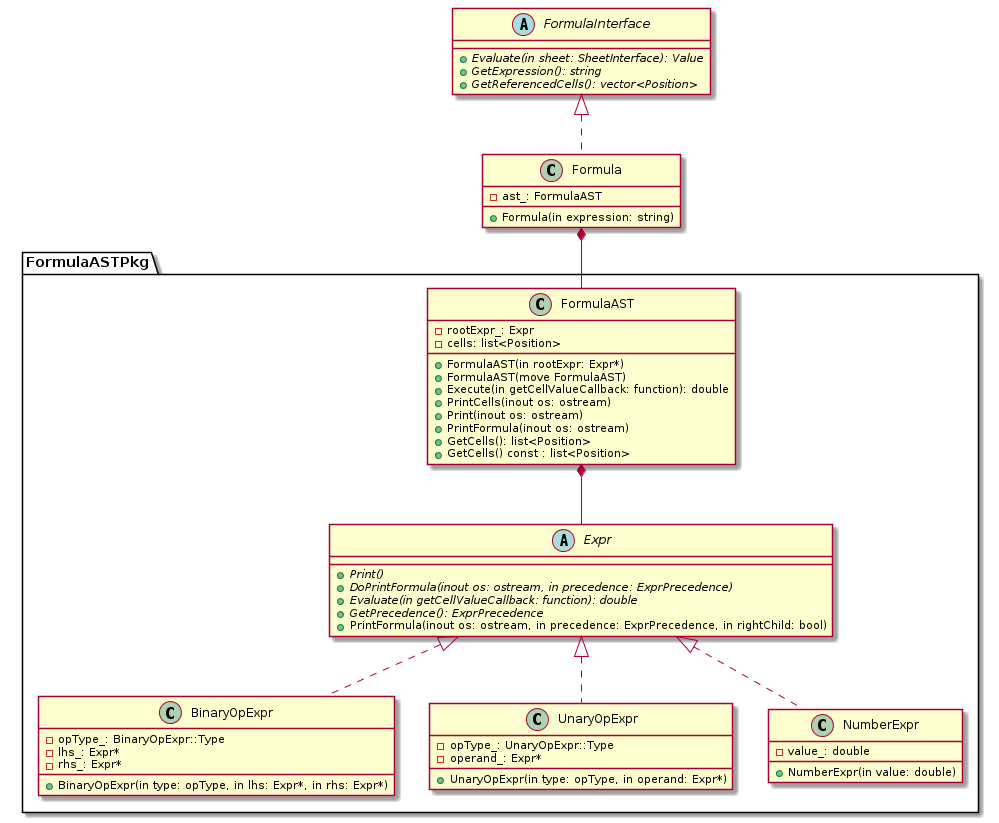 A FormulaInterface
Evaluate(in sheet: SheetInterface): Value
GetExpression(): string
GetReferencedCells(): vector<Position>
C Formula
ast_: FormulaAST
Formula(in expression: string)
FormulaASTPkg
C FormulaAST
rootExpr_: Expr
cells: list<Position>
FormulaAST(in rootExpr: Expr*)
FormulaAST(move FormulaAST)
Execute(in getCellValueCallback: function): double
PrintCells(inout os: ostream)
Print(inout os: ostream)
PrintFormula(inout os: ostream)
GetCells(): list<Position>
GetCells() const : list<Position>
A Expr
Print()
DoPrintFormula(inout os: ostream, in precedence: ExprPrecedence)
Evaluate(in getCellValueCallback: function): double
GetPrecedence(): ExprPrecedence
PrintFormula(inout os: ostream, in precedence: ExprPrecedence, in rightChild: bool)
C BinaryOpExpr
opType_: BinaryOpExpr::Type
lhs_: Expr*
rhs_: Expr*
BinaryOpExpr(in type: opType, in lhs: Expr*, in rhs: Expr*)
C UnaryOpExpr
opType_: UnaryOpExpr::Type
operand_: Expr*
UnaryOpExpr(in type: opType, in operand: Expr*)
C NumberExpr
value_: double
NumberExpr(in value: double)